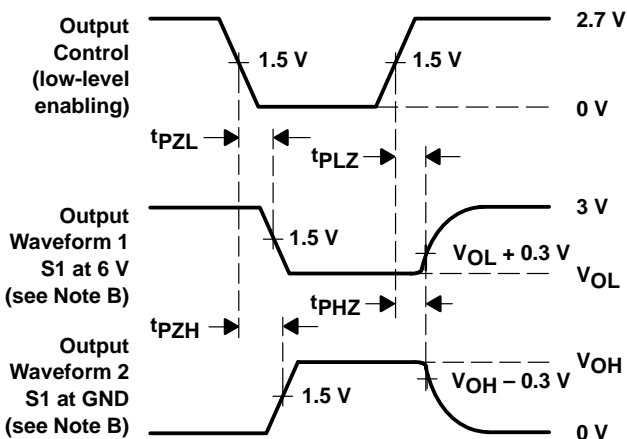 Output
Control
(low-level
enabling)
1.5 V
1.5 V
2.7 V
0 V
tPZL
tPLZ
Output
Waveform 1
S1 at 6 V
(see Note B)
1.5 V
3 V
VOL + 0.3 V
VOL
tPZH
tPHZ
Output
Waveform 2
S1 at GND
(see Note B)
1.5 V
VOH
VOH – 0.3 V
0 V